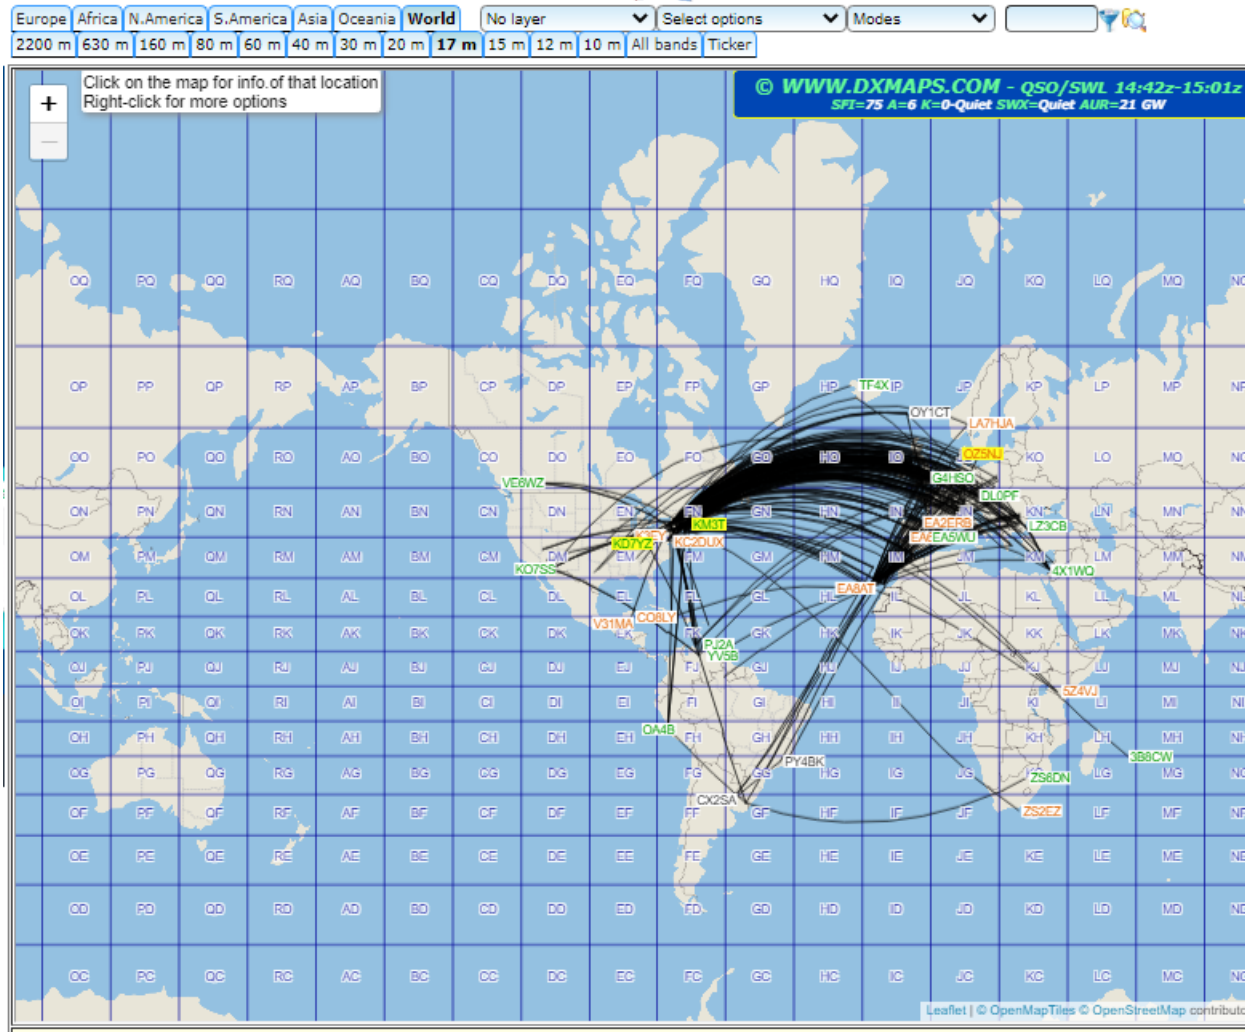 Europe Africa N.America S.America Asia Oceania World No layer Select options Modes
2200 m 630 m 160 m 80 m 60 m 40 m 30 m 20 m 17 m 15 m 12 m 10 m All bands Ticker
+
−
Click on the map for info.of that location
Right-click for more options
© WWW.DXMAPS.COM - QSO/SWL 14:42z-15:01z
SFI=75 A=6 K=0-Quiet SWX=Quiet AUR=21 GW
OQ PQ QQ RQ AQ BQ CQ DQ EQ FQ GQ HQ IQ JQ KQ LQ MQ
OP PP QP RP AP BP CP DP EP FP GP HP TF4X IP JP KP LP MP
OY1CT
LA7HJA
OO PO QO RO AO BO CO DO EO FO GO HO IO OZ5NJ KO LO MO
G4HSO
VE6WZ
DL0PF
ON PN QN RN AN BN CN DN EN FN GN HN IN JN KN LN MN
KM3T
EA2ERB
LZ3CB
KD7YZ
KC2DUX
EA5WU
OM PM QM RM AM BM CM DM EM FM GM HM IM JM KM LM MM
KO7SS
4X1WQ
EA8AT
OL PL QL RL AL BL CL EL FL GL HL IL JL KL LL ML
V31MA CO8LY
OK PK QK RK AK BK CK DK EK FK GK HK IK JK KK LK MK
PJ2A
YV5B
OJ PJ QJ RJ AJ BJ CJ DJ EJ FJ GJ HJ IJ JJ KJ LJ MJ
5Z4VJ
OI PI QI RI AI BI CI DI EI FI GI HI II JI KI LI MI
OA4B
OH PH QH RH AH BH CH DH EH FH GH HH IH JH KH LH MH
PY4BK
3B8CW
OG PG QG RG AG BG CG DG EG FG GG HG IG JG ZS6DN LG MG
CX2SA
OF PF QF RF AF BF CF DF EF FF GF HF IF JF ZS2EZ LF MF
OE PE QE RE AE BE CE DE EE FE GE HE IE JE KE LE ME
OD PD QD RD AD BD CD DD ED FD GD HD ID JD KD LD MD
OC PC QC RC AC BC CC DC EC FC GC HC IC JC KC LC MC
Leaflet | © OpenMapTiles © OpenStreetMap